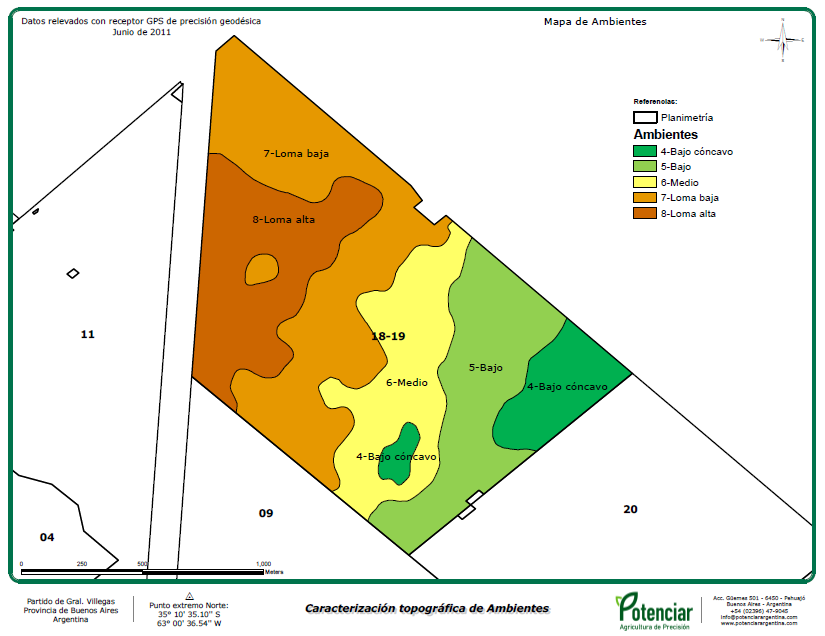 Datos relevados con receptor GPS de precisión geodésica
Junio de 2011
Mapa de Ambientes
N
E
S
Referencias:
Planimetría
Ambientes
4-Bajo cóncavo
5-Bajo
6-Medio
7-Loma baja
8-Loma alta
7-Loma baja
8-Loma alta
11
18-19
5-Bajo
6-Medio
4-Bajo cóncavo
4-Bajo cóncavo
09
20
04
0 250 500 1,000
Meters
Partido de Gral. Villegas
Provincia de Buenos Aires
Argentina
Punto extremo Norte:
35° 10' 35.10'' S
63° 00' 36.54'' W
Caracterización topográfica de Ambientes
Potenciar
Agricultura de Precisión
Acc. Güemes 501 - 6450 - Pehuajó
Buenos Aires - Argentina
+54 (02396) 47-9045
info@potenciarargentina.com
www.potenciarargentina.com